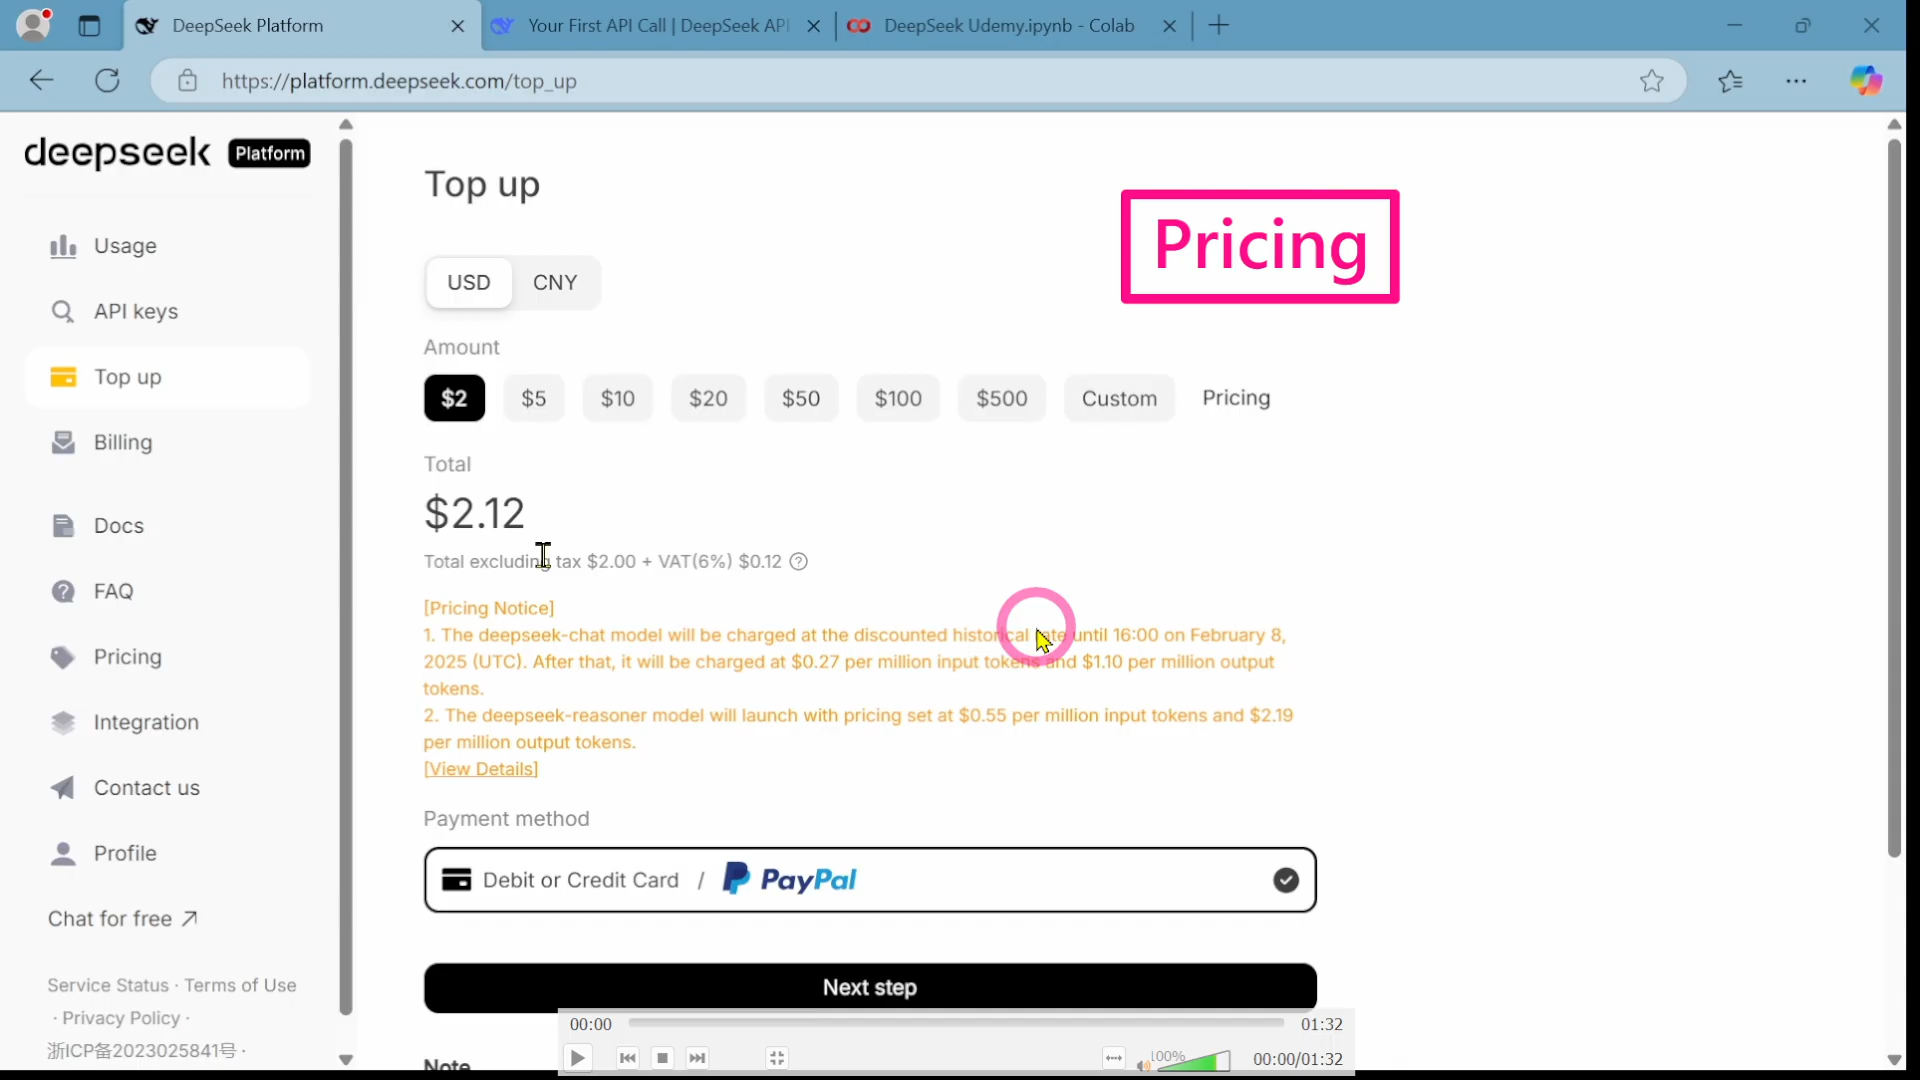 DeepSeek Platform
Your First API Call | DeepSeek API
DeepSeek Udemy.ipynb - Colab
https://platform.deepseek.com/top_up
deepseek Platform
Usage
API keys
Top up
Billing
Docs
FAQ
Pricing
Integration
Contact us
Profile
Chat for free
Service Status · Terms of Use
· Privacy Policy ·
浙ICP备2023025841号 ·
Top up
Pricing
USD CNY
Amount
$2 $5 $10 $20 $50 $100 $500 Custom Pricing
Total
$2.12
Total excluding tax $2.00 + VAT(6%) $0.12 ?
[Pricing Notice]
1. The deepseek-chat model will be charged at the discounted historical rate until 16:00 on February 8,
2025 (UTC). After that, it will be charged at $0.27 per million input tokens and $1.10 per million output
tokens.
2. The deepseek-reasoner model will launch with pricing set at $0.55 per million input tokens and $2.19
per million output tokens.
[View Details]
Payment method
Debit or Credit Card / PayPal
Next step
Note
00:00 01:32
100% 00:00/01:32